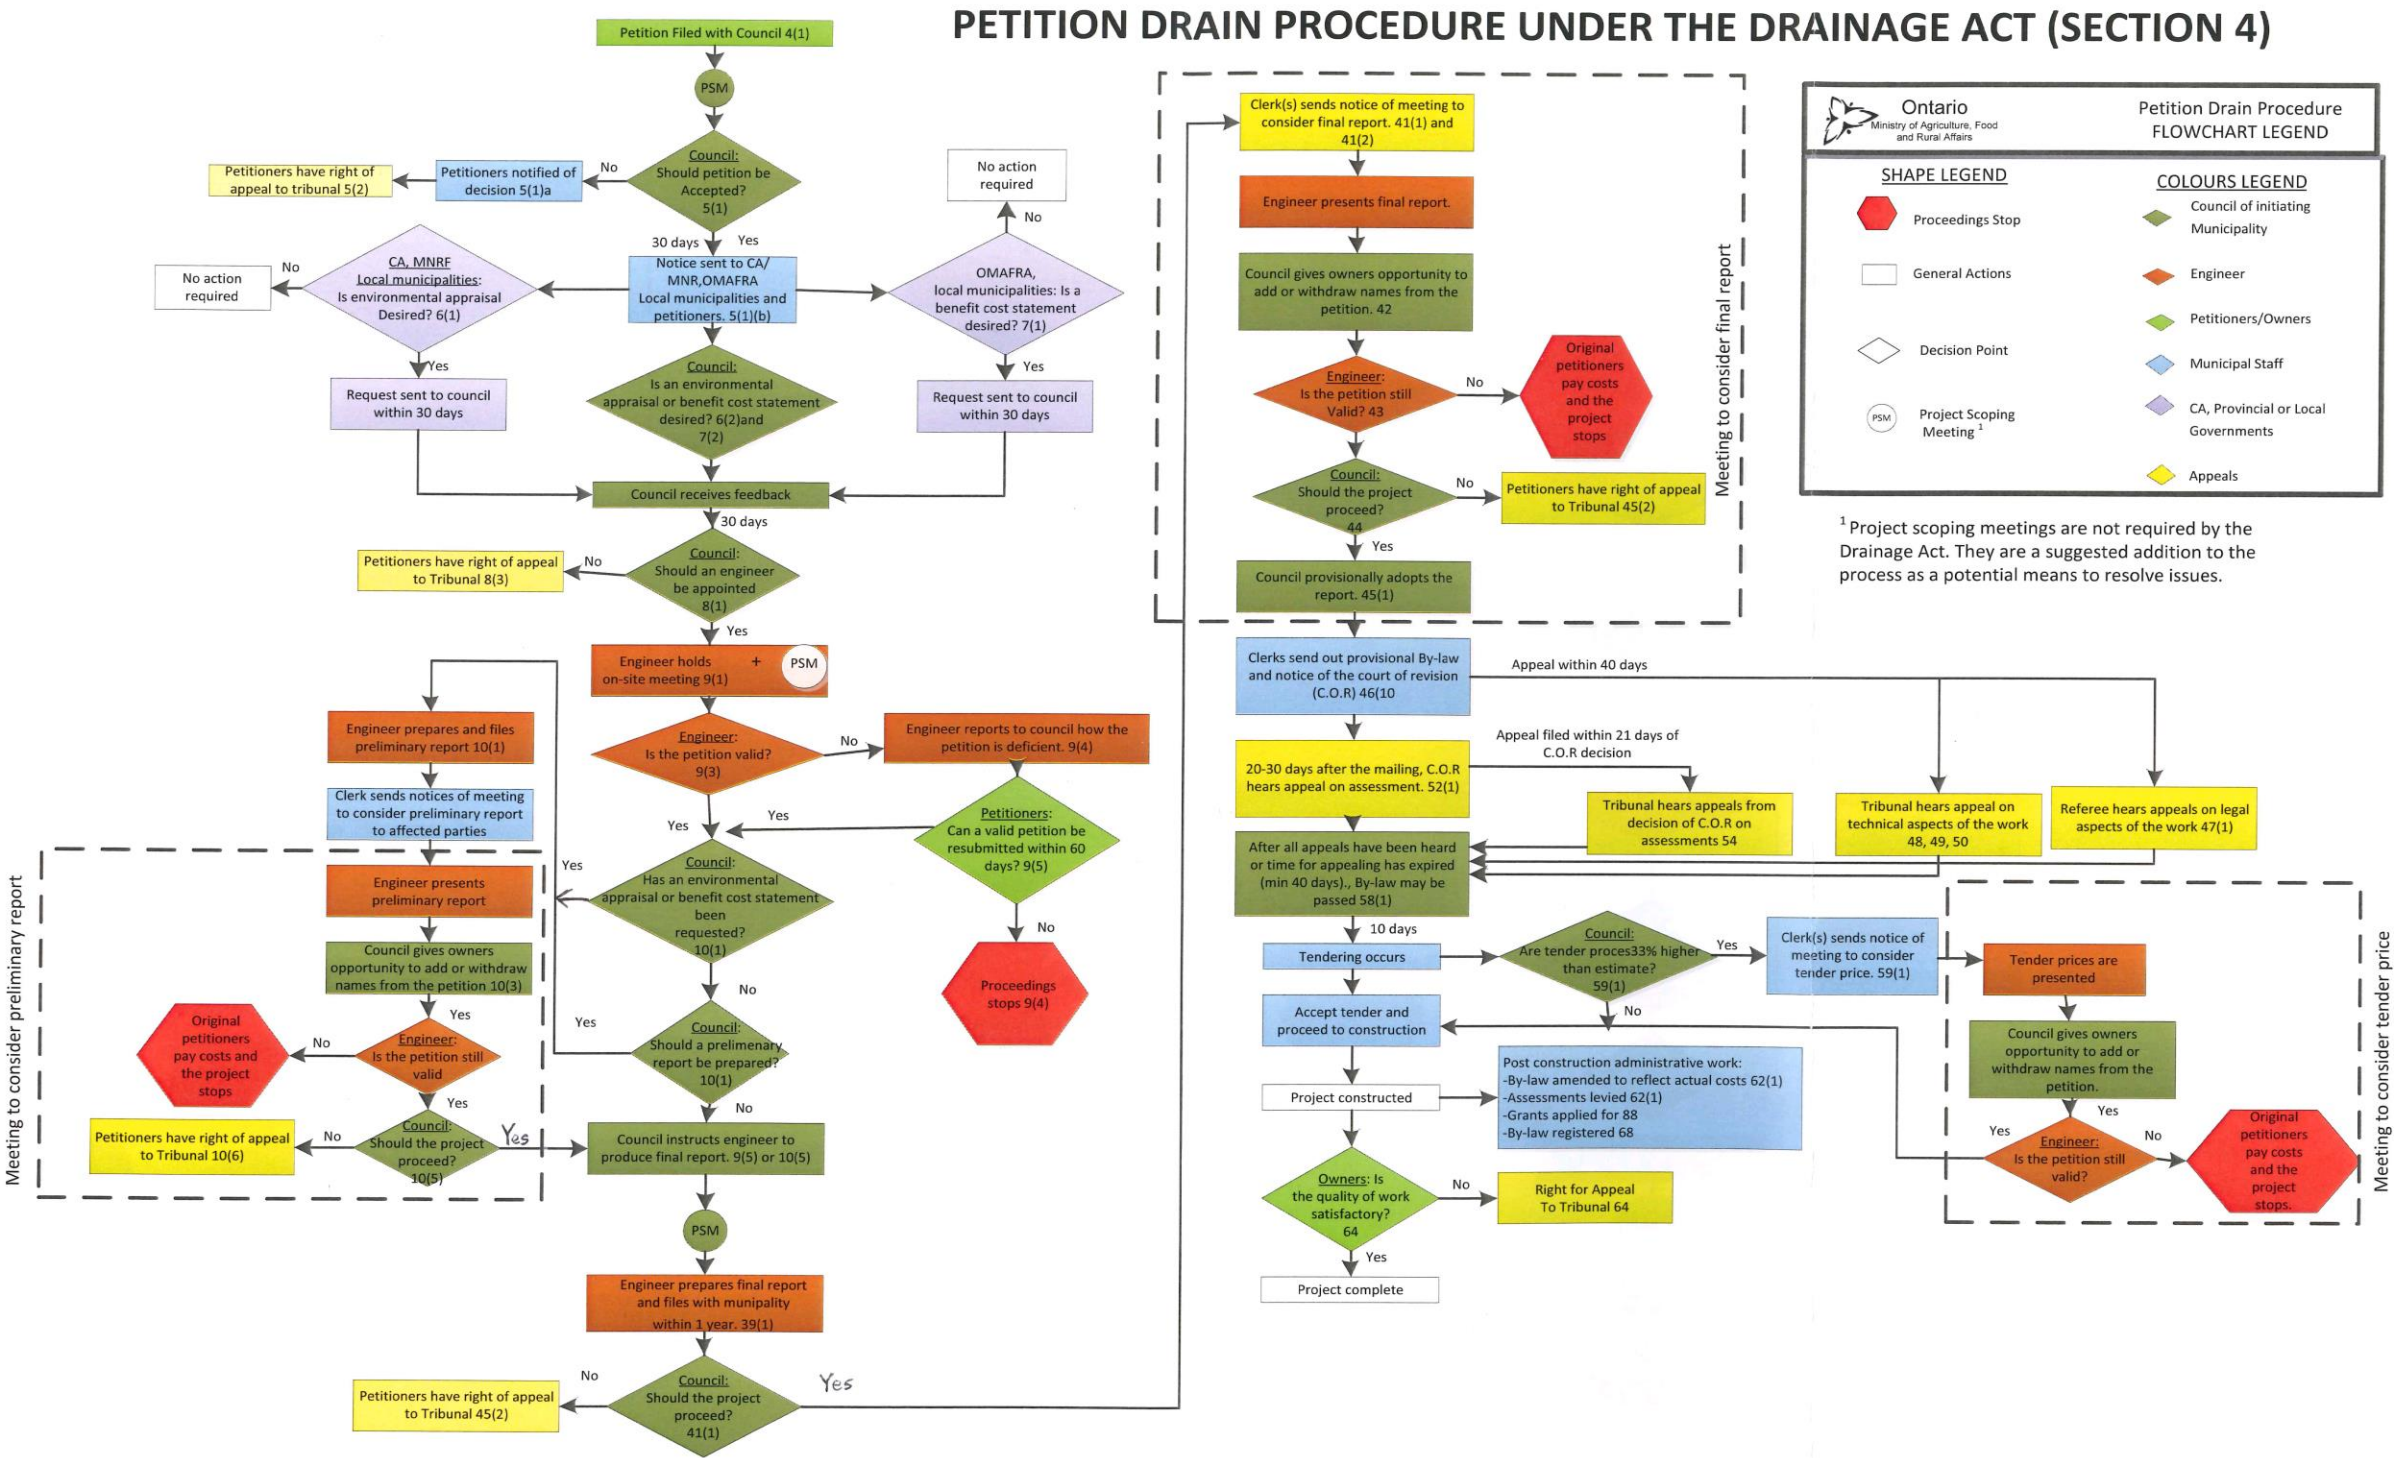 PETITION DRAIN PROCEDURE UNDER THE DRAINAGE ACT (SECTION 4)
Petition Filed with Council 4(1)
PSM
Council:
Should petition be
Accepted?
5(1)
No
Petitioners notified of
decision 5(1)a
Petitioners have right of
appeal to tribunal 5(2)
30 days
Yes
Notice sent to CA/
MNR,OMAFRA
Local municipalities and
petitioners. 5(1)(b)
CA, MNRF
Local municipalities:
Is environmental appraisal
Desired? 6(1)
No
No action
required
Yes
Request sent to council
within 30 days
OMAFRA,
local municipalities: Is a
benefit cost statement
desired? 7(1)
No
No action
required
Yes
Request sent to council
within 30 days
Council:
Is an environmental
appraisal or benefit cost statement
desired? 6(2)and
7(2)
Council receives feedback
30 days
Council:
Should an engineer
be appointed
8(1)
No
Petitioners have right of appeal
to Tribunal 8(3)
Yes
Engineer holds
on-site meeting 9(1)
+
PSM
Engineer:
Is the petition valid?
9(3)
No
Engineer reports to council how the
petition is deficient. 9(4)
Petitioners:
Can a valid petition be
resubmitted within 60
days? 9(5)
Yes
Yes
No
Proceedings
stops 9(4)
Council:
Has an environmental
appraisal or benefit cost statement
been
requested?
10(1)
Yes
No
Council:
Should a prelimenary
report be prepared?
10(1)
Yes
No
Engineer prepares and files
preliminary report 10(1)
Clerk sends notices of meeting
to consider preliminary report
to affected parties
Meeting to consider preliminary report
Engineer presents
preliminary report
Council gives owners
opportunity to add or withdraw
names from the petition 10(3)
Yes
Engineer:
Is the petition still
valid
No
Original
petitioners
pay costs and
the project
stops
Yes
Council:
Should the project
proceed?
10(5)
No
Petitioners have right of appeal
to Tribunal 10(6)
Yes
Council instructs engineer to
produce final report. 9(5) or 10(5)
PSM
Engineer prepares final report
and files with munipality
within 1 year. 39(1)
Council:
Should the project
proceed?
41(1)
No
Petitioners have right of appeal
to Tribunal 45(2)
Yes
Meeting to consider final report
Clerk(s) sends notice of meeting to
consider final report. 41(1) and
41(2)
Engineer presents final report.
Council gives owners opportunity to
add or withdraw names from the
petition. 42
Engineer:
Is the petition still
Valid? 43
No
Original
petitioners
pay costs
and the
project
stops
Council:
Should the project
proceed?
44
No
Petitioners have right of appeal
to Tribunal 45(2)
Yes
Council provisionally adopts the
report. 45(1)
Clerks send out provisional By-law
and notice of the court of revision
(C.O.R) 46(10
Appeal within 40 days
20-30 days after the mailing, C.O.R
hears appeal on assessment. 52(1)
Appeal filed within 21 days of
C.O.R decision
Tribunal hears appeals from
decision of C.O.R on
assessments 54
Tribunal hears appeal on
technical aspects of the work
48, 49, 50
Referee hears appeals on legal
aspects of the work 47(1)
After all appeals have been heard
or time for appealing has expired
(min 40 days)., By-law may be
passed 58(1)
10 days
Tendering occurs
Council:
Are tender proces33% higher
than estimate?
59(1)
Yes
No
Clerk(s) sends notice of
meeting to consider
tender price. 59(1)
Meeting to consider tender price
Tender prices are
presented
Council gives owners
opportunity to add or
withdraw names from the
petition.
Yes
Engineer:
Is the petition still
valid?
Yes
No
Original
petitioners
pay costs
and the
project
stops.
Accept tender and
proceed to construction
Project constructed
Post construction administrative work:
-By-law amended to reflect actual costs 62(1)
-Assessments levied 62(1)
-Grants applied for 88
-By-law registered 68
Owners: Is
the quality of work
satisfactory?
64
No
Right for Appeal
To Tribunal 64
Yes
Project complete
Ontario
Ministry of Agriculture, Food
and Rural Affairs
Petition Drain Procedure
FLOWCHART LEGEND
SHAPE LEGEND
Proceedings Stop
General Actions
Decision Point
PSM
Project Scoping
Meeting 1
COLOURS LEGEND
Council of initiating
Municipality
Engineer
Petitioners/Owners
Municipal Staff
CA, Provincial or Local
Governments
Appeals
1 Project scoping meetings are not required by the
Drainage Act. They are a suggested addition to the
process as a potential means to resolve issues.